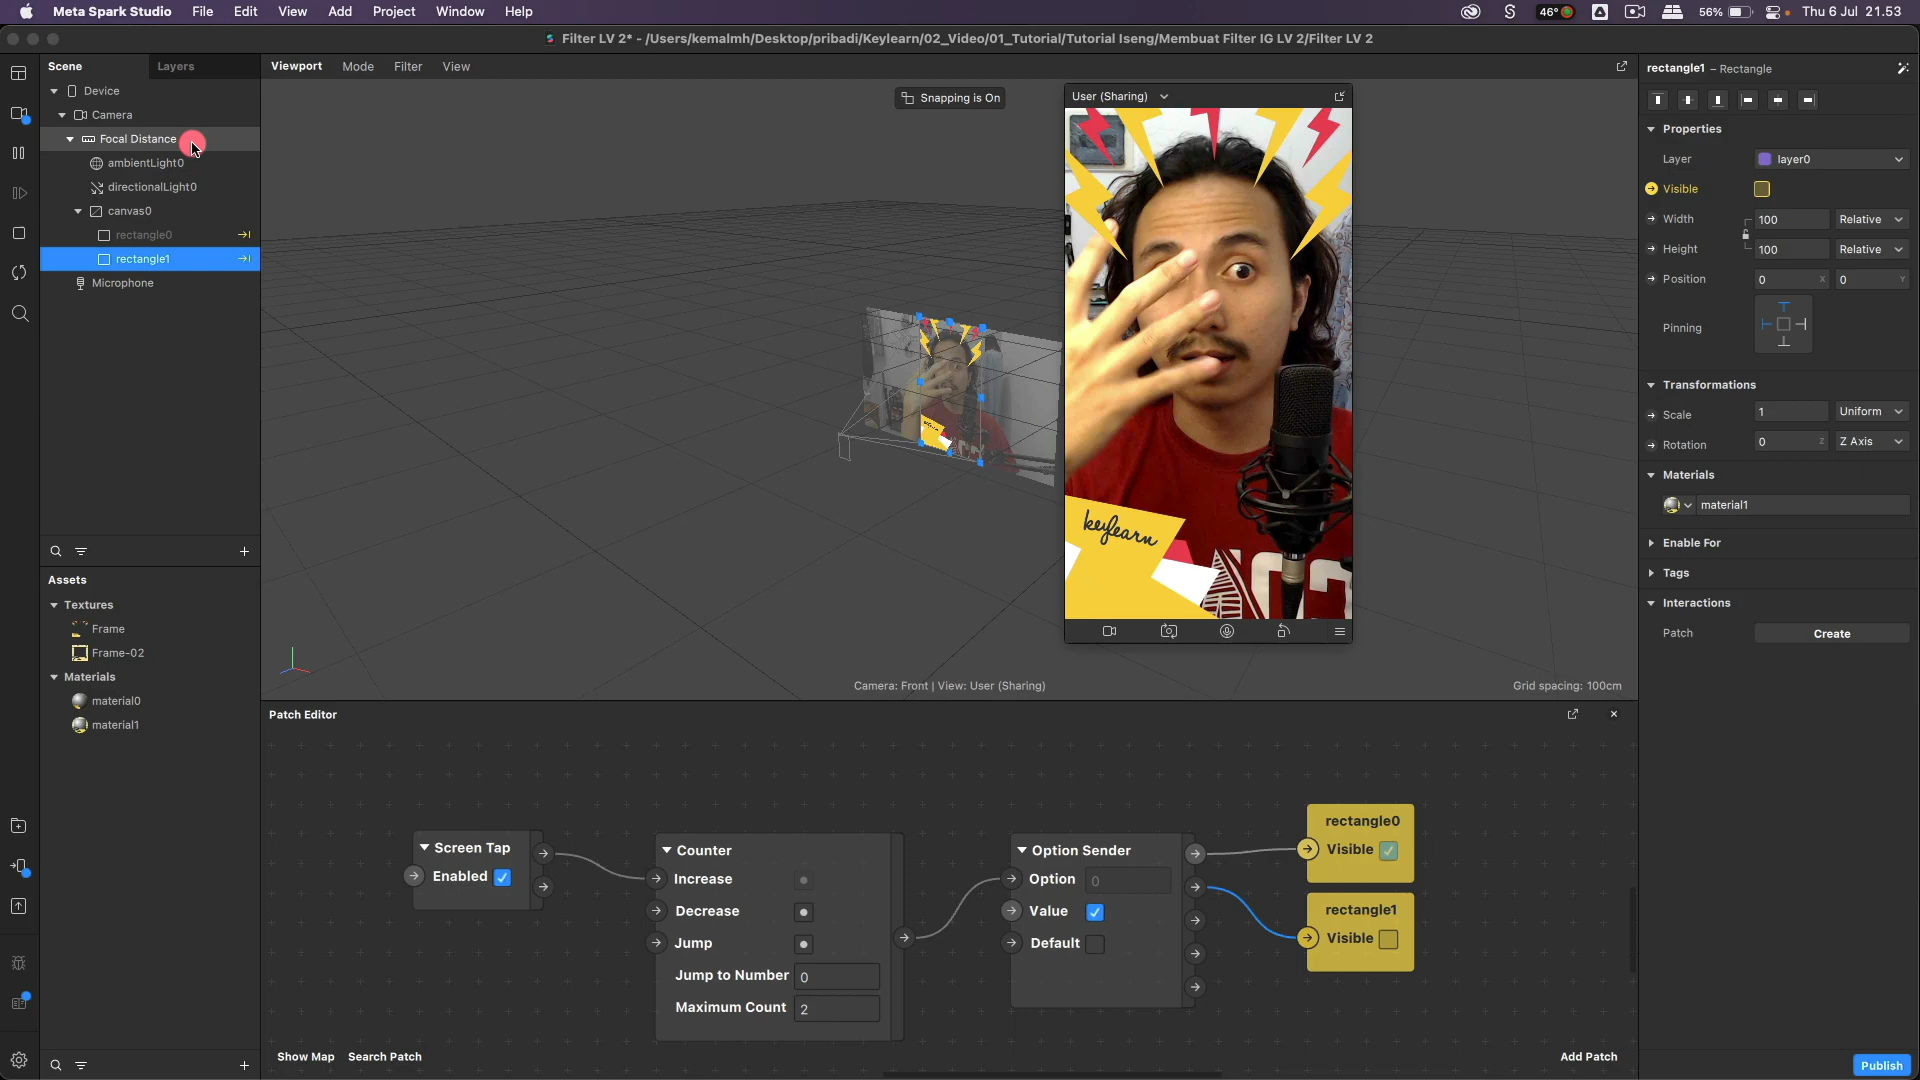 Meta Spark Studio File Edit View Add Project Window Help
46° 56% Thu 6 Jul 21.53
Filter LV 2* - /Users/kemalmh/Desktop/pribadi/Keylearn/02_Video/01_Tutorial/Tutorial Iseng/Membuat Filter IG LV 2/Filter LV 2
Scene Layers
Device
Camera
Focal Distance
ambientLight0
directionalLight0
canvas0
rectangle0
rectangle1
Microphone
Assets
Textures
Frame
Frame-02
Materials
material0
material1
Viewport Mode Filter View
Snapping is On
User (Sharing)
keylearn
Camera: Front | View: User (Sharing)
Grid spacing: 100cm
Patch Editor
Screen Tap
Enabled
Counter
Increase
Decrease
Jump
Jump to Number 0
Maximum Count 2
Option Sender
Option 0
Value
Default
rectangle0
Visible
rectangle1
Visible
Show Map Search Patch
Add Patch
rectangle1 – Rectangle
Properties
Layer layer0
Visible
Width 100 Relative
Height 100 Relative
Position 0 X 0 Y
Pinning
Transformations
Scale 1 Uniform
Rotation 0 Z Z Axis
Materials
material1
Enable For
Tags
Interactions
Patch Create
Publish